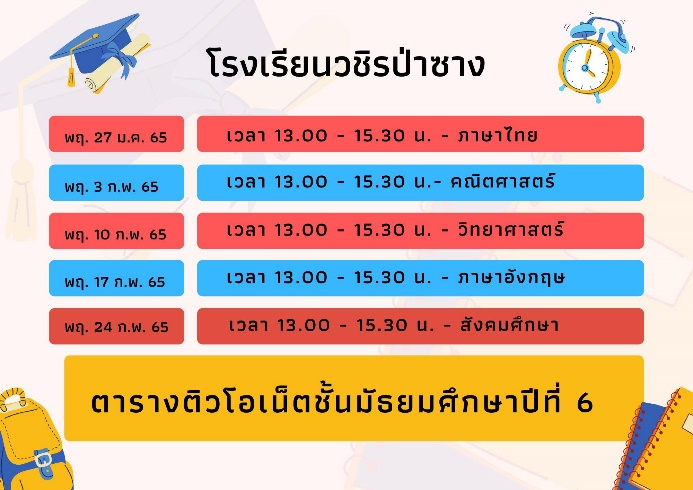 โรงเรียนวชิรป่าซาง
พฤ. 27 ม.ค. 65 เวลา 13.00 - 15.30 น. - ภาษาไทย
พฤ. 3 ก.พ. 65 เวลา 13.00 - 15.30 น.- คณิตศาสตร์
พฤ. 10 ก.พ. 65 เวลา 13.00 - 15.30 น. - วิทยาศาสตร์
พฤ. 17 ก.พ. 65 เวลา 13.00 - 15.30 น. - ภาษาอังกฤษ
พฤ. 24 ก.พ. 65 เวลา 13.00 - 15.30 น. - สังคมศึกษา
ตารางติวโอเน็ตชั้นมัธยมศึกษาปีที่ 6